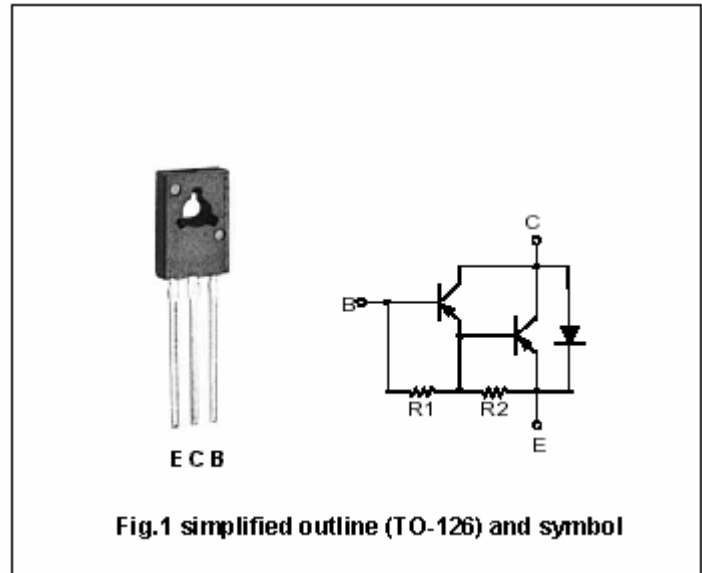 C
B
R1 R2
E
E C B
Fig.1 simplified outline (TO-126) and symbol